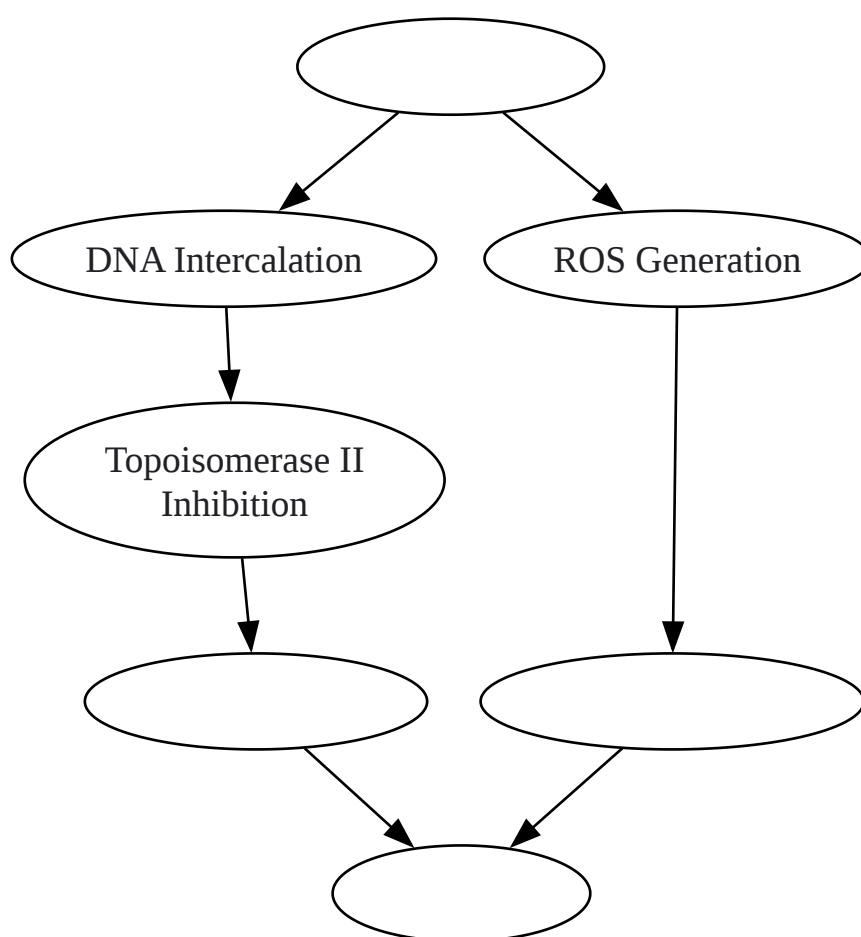 DNA Intercalation
ROS Generation
Topoisomerase II
Inhibition